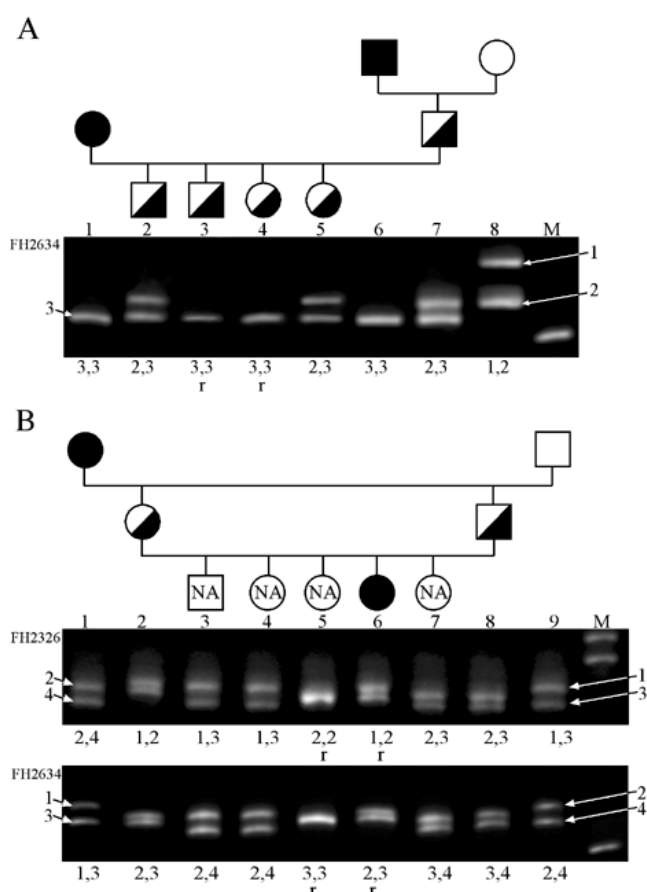 A
1 2 3 4 5 6 7 8 M
FH2634
1
2
3
3,3 2,3 3,3 3,3 2,3 3,3 2,3 1,2
r r
B
NA NA NA NA
1 2 3 4 5 6 7 8 9 M
FH2326
2 1
4 3
2,4 1,2 1,3 1,3 2,2 1,2 2,3 2,3 1,3
r r
FH2634
1 2
3 4
1,3 2,3 2,4 2,4 3,3 2,3 3,4 3,4 2,4
r r